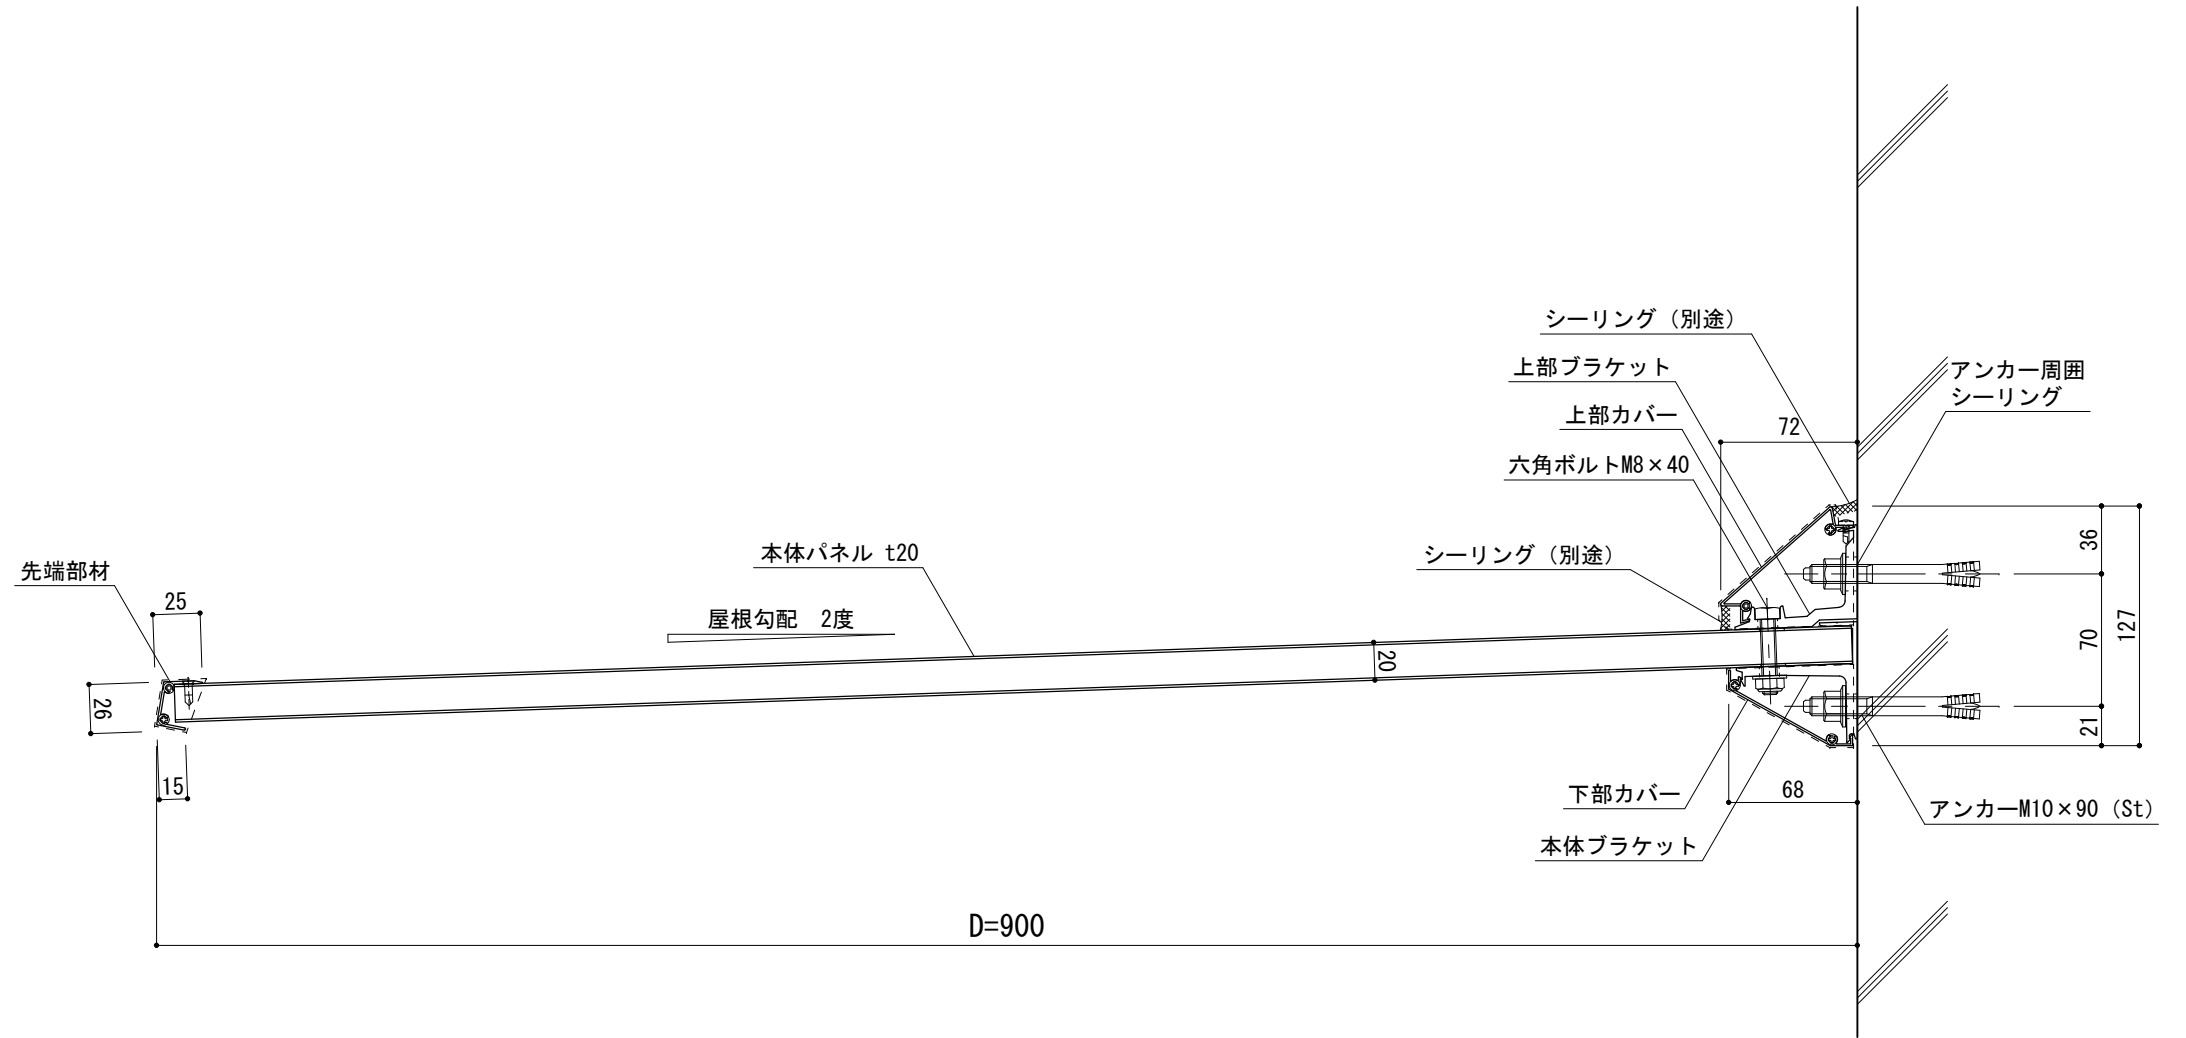 シーリング（別途）
上部ブラケット
アンカー周囲
シーリング
上部カバー
72
六角ボルトM8×40
36
シーリング（別途）
本体パネル t20
先端部材
25
屋根勾配　2度
127
70
20
26
21
15
68
下部カバー
アンカーM10×90（St）
本体ブラケット
D=900